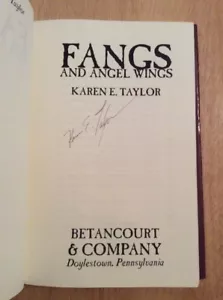 FANGS
AND ANGEL WINGS
KAREN E. TAYLOR
BETANCOURT
& COMPANY
Doylestown, Pennsylvania